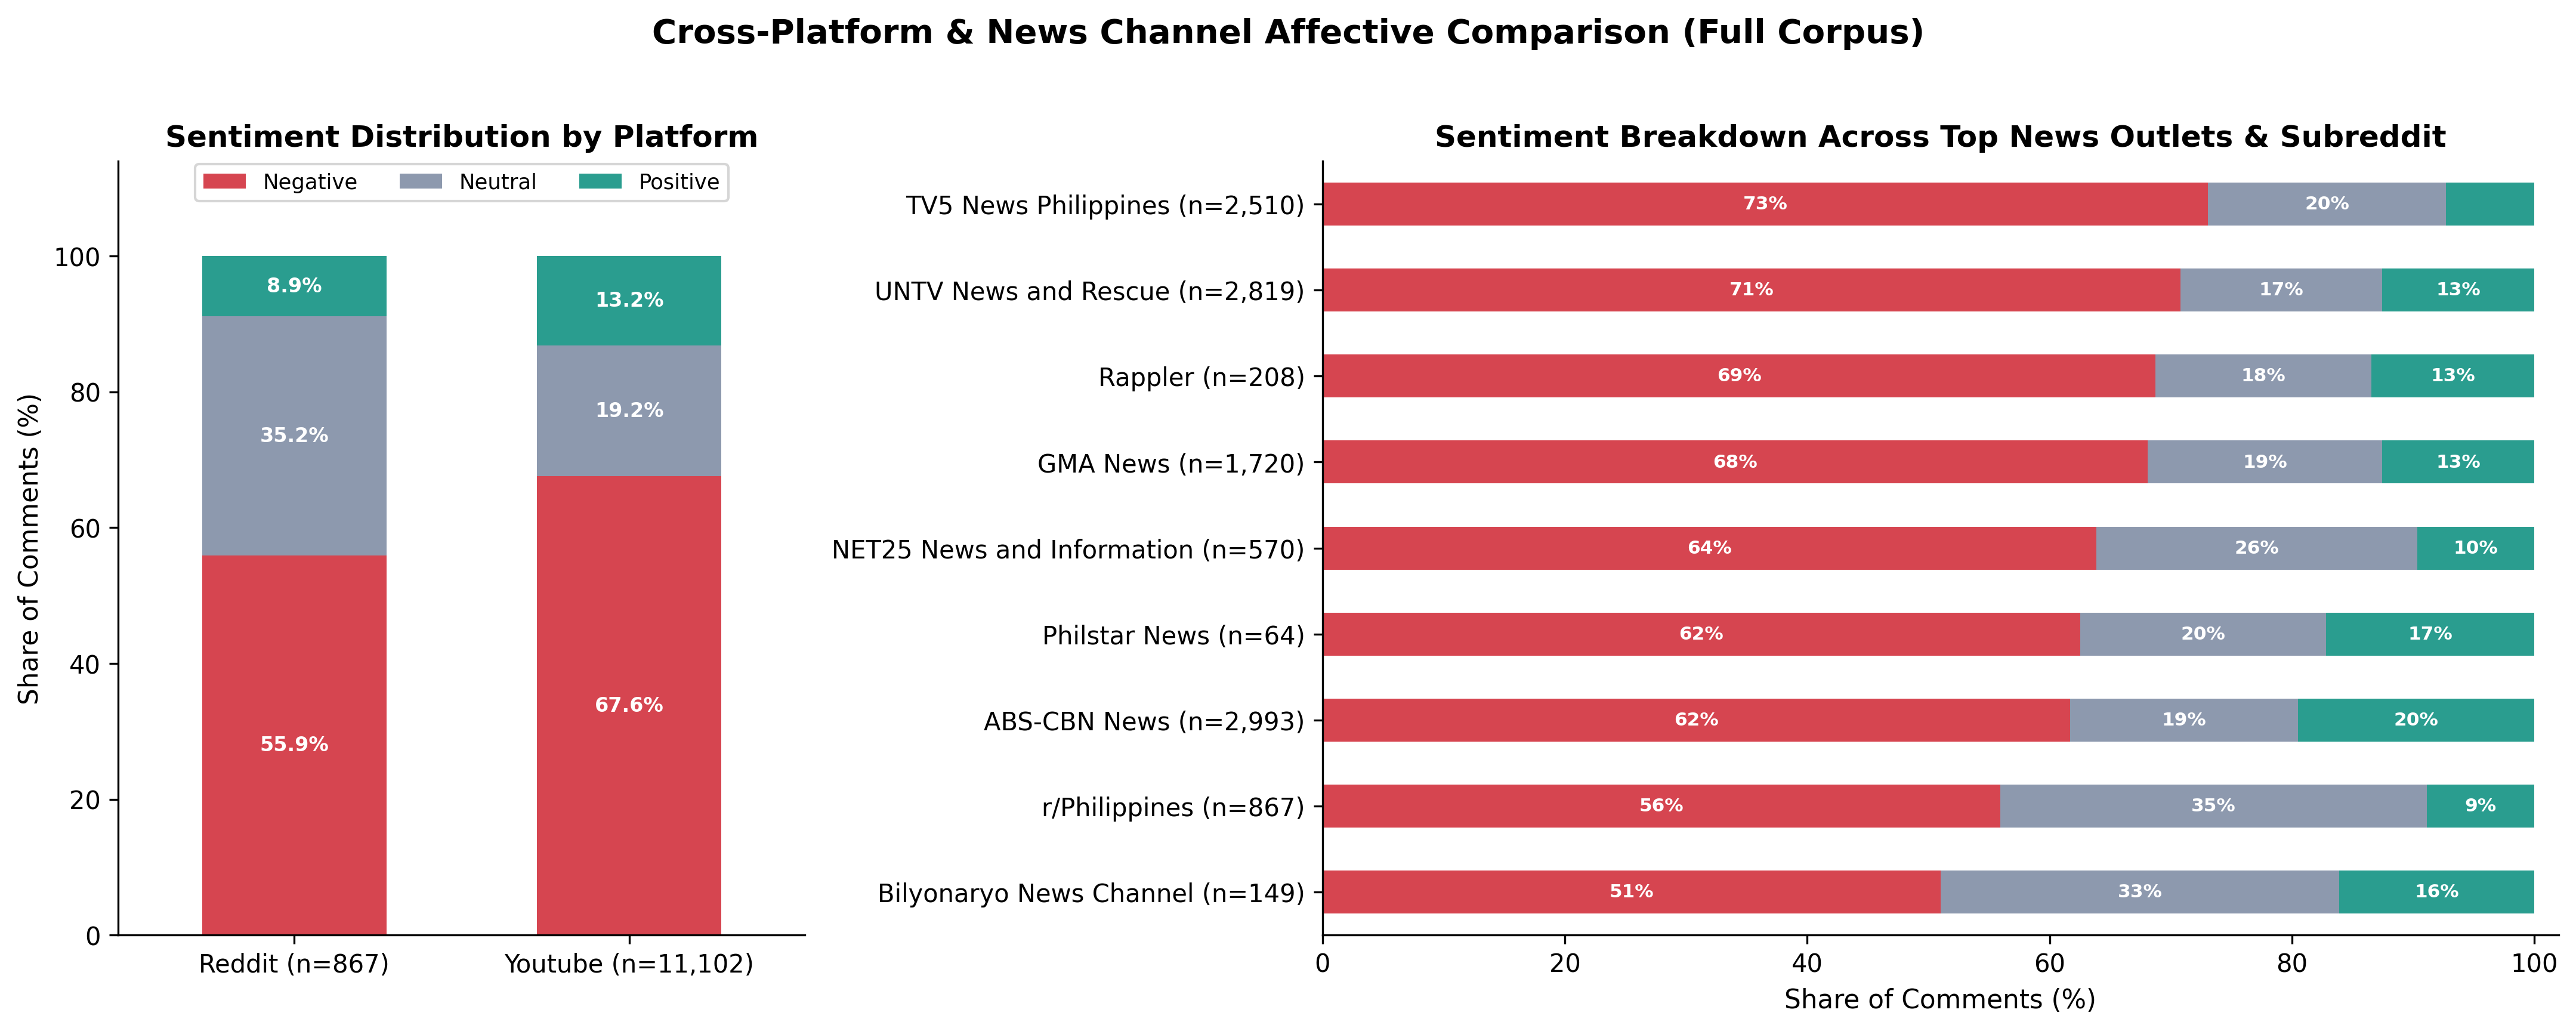 Cross-Platform & News Channel Affective Comparison (Full Corpus)
Sentiment Distribution by Platform
Negative Neutral Positive
Share of Comments (%)
100
80
60
40
20
0
8.9%
35.2%
55.9%
13.2%
19.2%
67.6%
Reddit (n=867) Youtube (n=11,102)
Sentiment Breakdown Across Top News Outlets & Subreddit
TV5 News Philippines (n=2,510) 73% 20%
UNTV News and Rescue (n=2,819) 71% 17% 13%
Rappler (n=208) 69% 18% 13%
GMA News (n=1,720) 68% 19% 13%
NET25 News and Information (n=570) 64% 26% 10%
Philstar News (n=64) 62% 20% 17%
ABS-CBN News (n=2,993) 62% 19% 20%
r/Philippines (n=867) 56% 35% 9%
Bilyonaryo News Channel (n=149) 51% 33% 16%
0 20 40 60 80 100
Share of Comments (%)